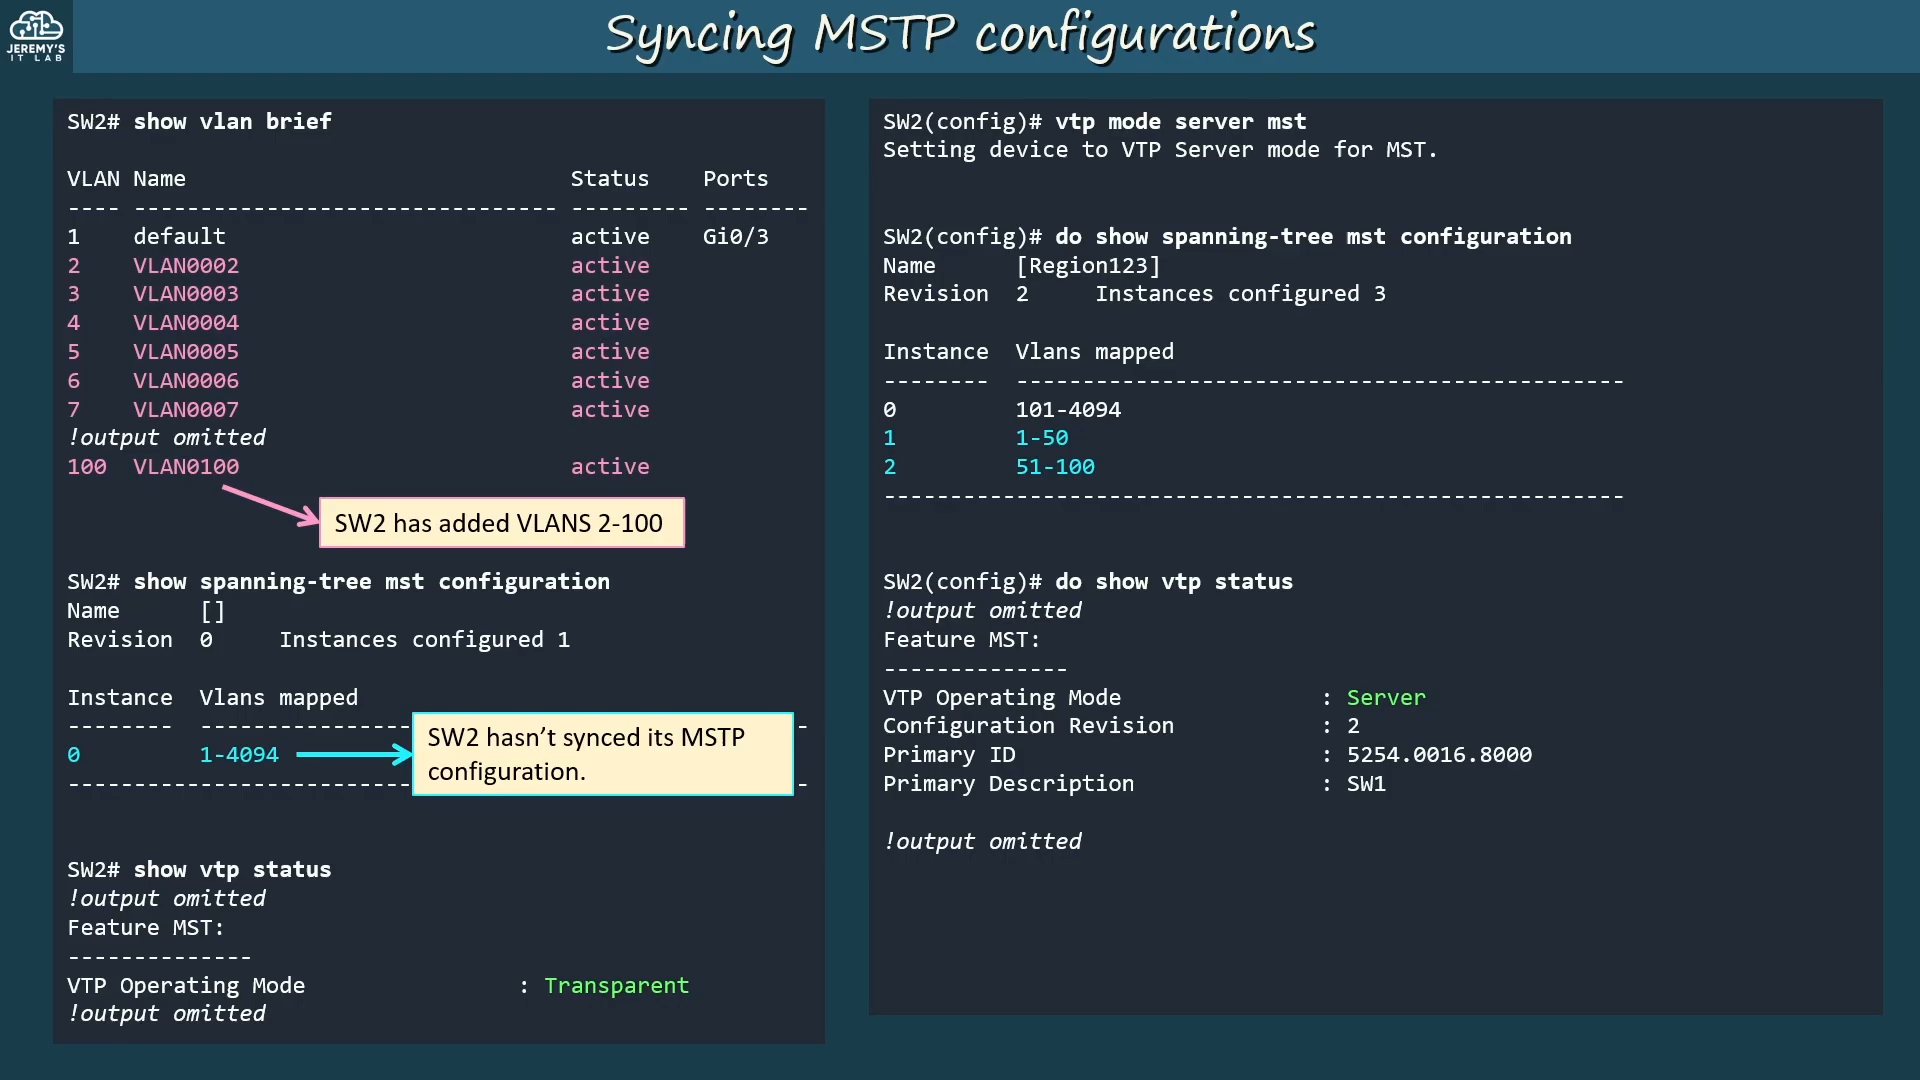 JEREMY'S
IT LAB
Syncing MSTP configurations
SW2# show vlan brief
VLAN Name Status Ports
---- -------------------------------- --------- --------
1 default active Gi0/3
2 VLAN0002 active
3 VLAN0003 active
4 VLAN0004 active
5 VLAN0005 active
6 VLAN0006 active
7 VLAN0007 active
!output omitted
100 VLAN0100 active
SW2 has added VLANS 2-100
SW2# show spanning-tree mst configuration
Name []
Revision 0 Instances configured 1
Instance Vlans mapped
-------- ----------------
0 1-4094
SW2 hasn't synced its MSTP
configuration.
--------------------------
SW2# show vtp status
!output omitted
Feature MST:
--------------
VTP Operating Mode : Transparent
!output omitted
SW2(config)# vtp mode server mst
Setting device to VTP Server mode for MST.
SW2(config)# do show spanning-tree mst configuration
Name [Region123]
Revision 2 Instances configured 3
Instance Vlans mapped
-------- ----------------------------------------------
0 101-4094
1 1-50
2 51-100
--------------------------------------------------------
SW2(config)# do show vtp status
!output omitted
Feature MST:
--------------
VTP Operating Mode : Server
Configuration Revision : 2
Primary ID : 5254.0016.8000
Primary Description : SW1
!output omitted